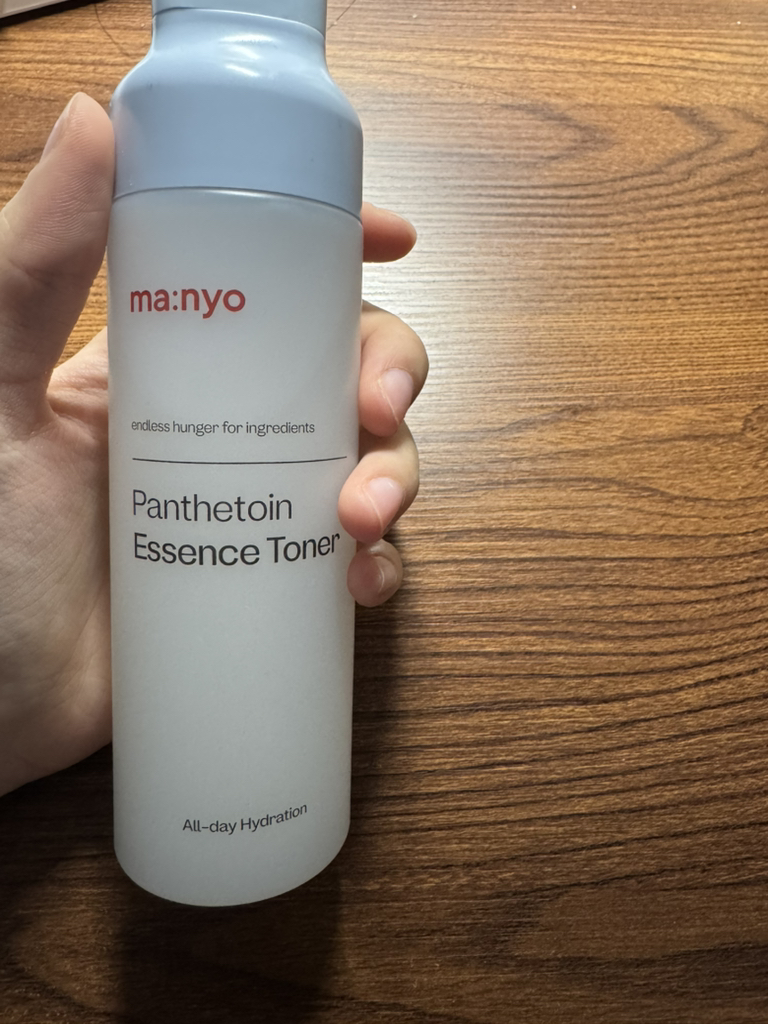 ma:nyo
endless hunger for ingredients
Panthetoin
Essence Toner
All-day Hydration